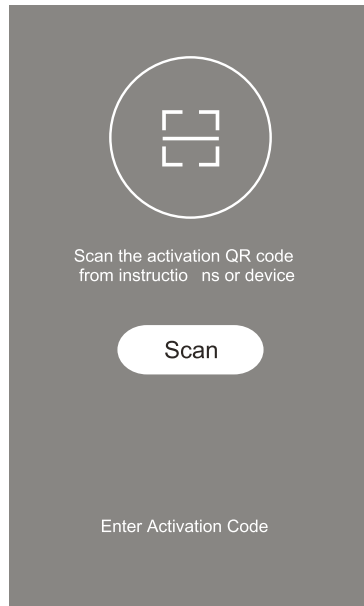 Scan the activation QR code
from instructio ns or device
Scan
Enter Activation Code